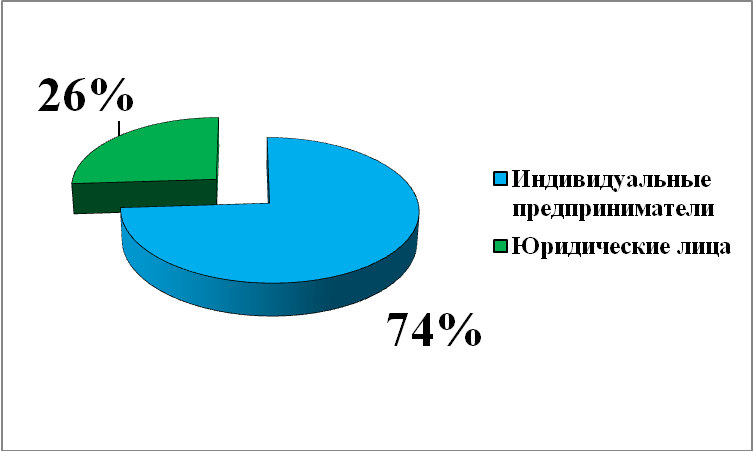 26%
Индивидуальные
предприниматели
Юридические лица
74%